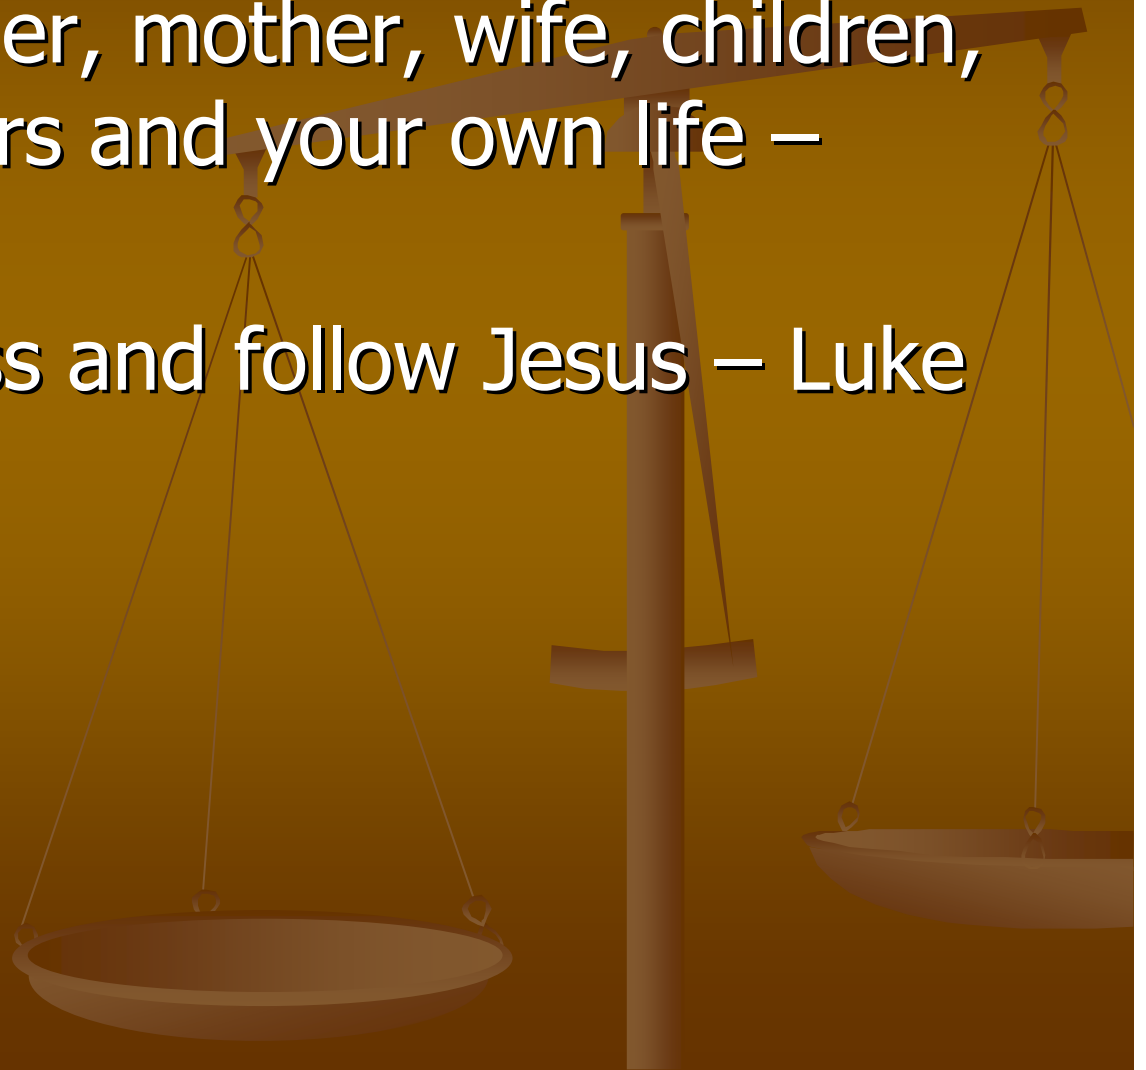 er, mother, wife, children,
rs and your own life –
s and follow Jesus – Luke